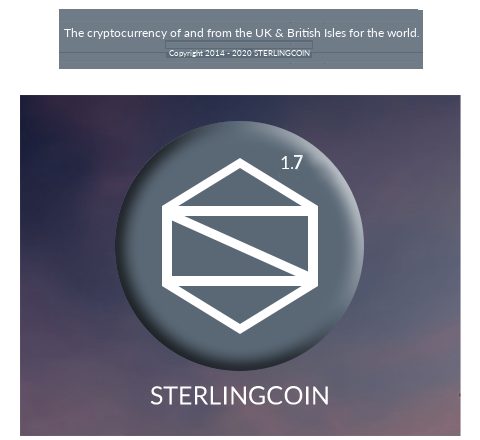 The cryptocurrency of and from the UK & British Isles for the world.
Copyright 2014 - 2020 STERLINGCOIN
1.7
STERLINGCOIN